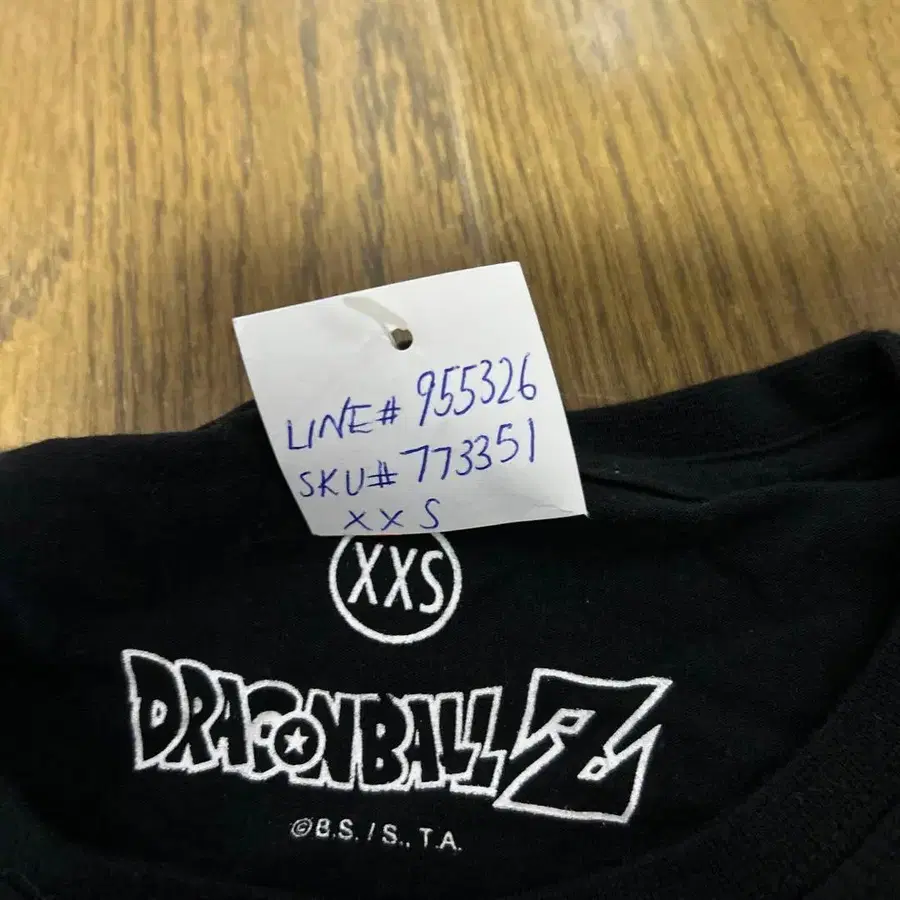 LINE# 955326
SKU# 773351
XXS
XXS
DRAGONBALL Z
©B.S./S., T.A.